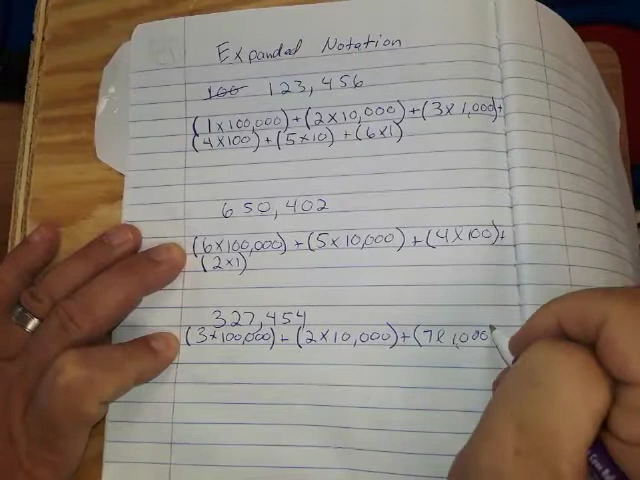 Expanded Notation
100 123,456
(1x100,000)+(2x10,000)+(3x1,000)+
(4x100)+(5x10)+(6x1)
650,402
(6x100,000)+(5x10,000)+(4x100)+
(2x1)
327,454
(3x100,000)+(2x10,000)+(7x1,000